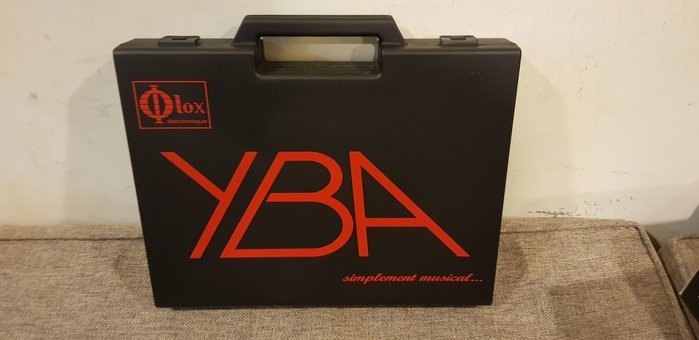 Φlox
électronique
YBA
simplement musical...